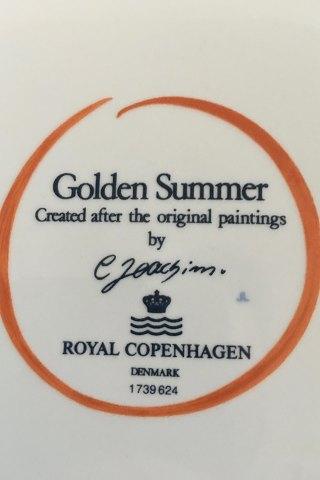 Golden Summer
Created after the original paintings
by
C Joachim.
ROYAL COPENHAGEN
DENMARK
1739624